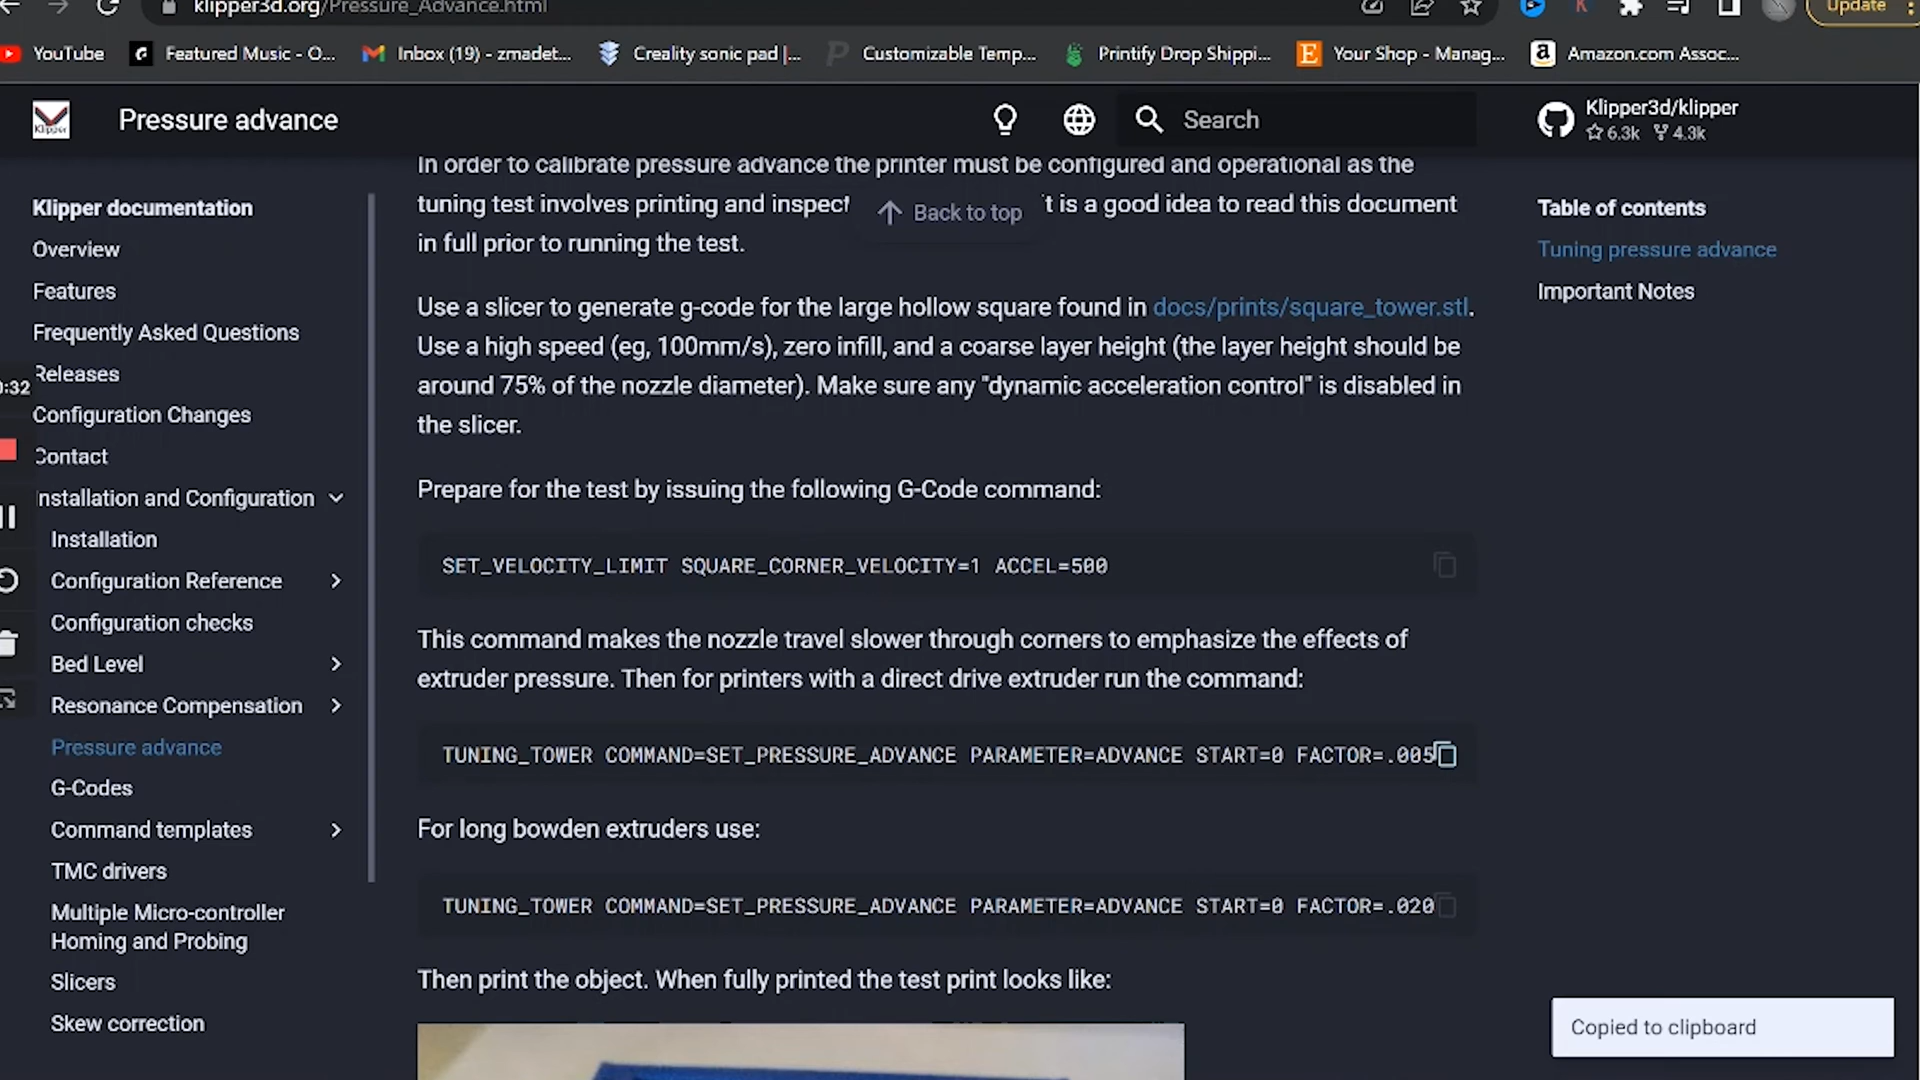 klipper3d.org/Pressure_Advance.html
Update
YouTube
Featured Music - O...
Inbox (19) - zmadet...
Creality sonic pad |...
Customizable Temp...
Printify Drop Shippi...
Your Shop - Manag...
Amazon.com Assoc...
Klipper
Pressure advance
Search
Klipper3d/klipper
6.3k 4.3k
Klipper documentation
Overview
Features
Frequently Asked Questions
Releases
Configuration Changes
Contact
nstallation and Configuration
Installation
Configuration Reference
Configuration checks
Bed Level
Resonance Compensation
Pressure advance
G-Codes
Command templates
TMC drivers
Multiple Micro-controller
Homing and Probing
Slicers
Skew correction
0:32
In order to calibrate pressure advance the printer must be configured and operational as the
tuning test involves printing and inspect t is a good idea to read this document
Back to top
in full prior to running the test.
Use a slicer to generate g-code for the large hollow square found in docs/prints/square_tower.stl.
Use a high speed (eg, 100mm/s), zero infill, and a coarse layer height (the layer height should be
around 75% of the nozzle diameter). Make sure any "dynamic acceleration control" is disabled in
the slicer.
Prepare for the test by issuing the following G-Code command:
SET_VELOCITY_LIMIT SQUARE_CORNER_VELOCITY=1 ACCEL=500
This command makes the nozzle travel slower through corners to emphasize the effects of
extruder pressure. Then for printers with a direct drive extruder run the command:
TUNING_TOWER COMMAND=SET_PRESSURE_ADVANCE PARAMETER=ADVANCE START=0 FACTOR=.005
For long bowden extruders use:
TUNING_TOWER COMMAND=SET_PRESSURE_ADVANCE PARAMETER=ADVANCE START=0 FACTOR=.020
Then print the object. When fully printed the test print looks like:
Table of contents
Tuning pressure advance
Important Notes
Copied to clipboard